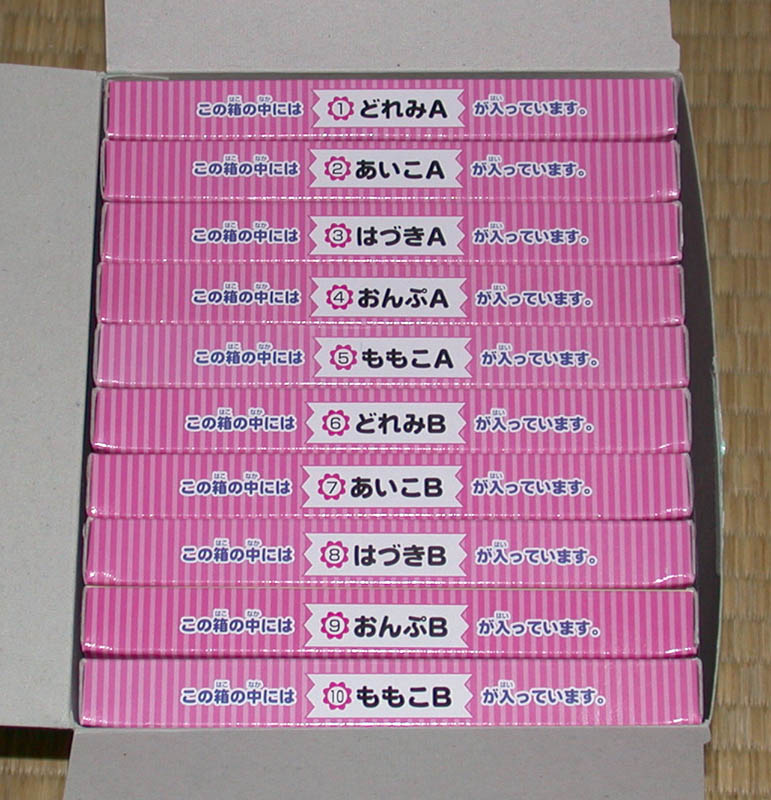 この箱の中には ①どれみA が入っています。
この箱の中には ②あいこA が入っています。
この箱の中には ③はづきA が入っています。
この箱の中には ④おんぷA が入っています。
この箱の中には ⑤ももこA が入っています。
この箱の中には ⑥どれみB が入っています。
この箱の中には ⑦あいこB が入っています。
この箱の中には ⑧はづきB が入っています。
この箱の中には ⑨おんぷB が入っています。
この箱の中には ⑩ももこB が入っています。